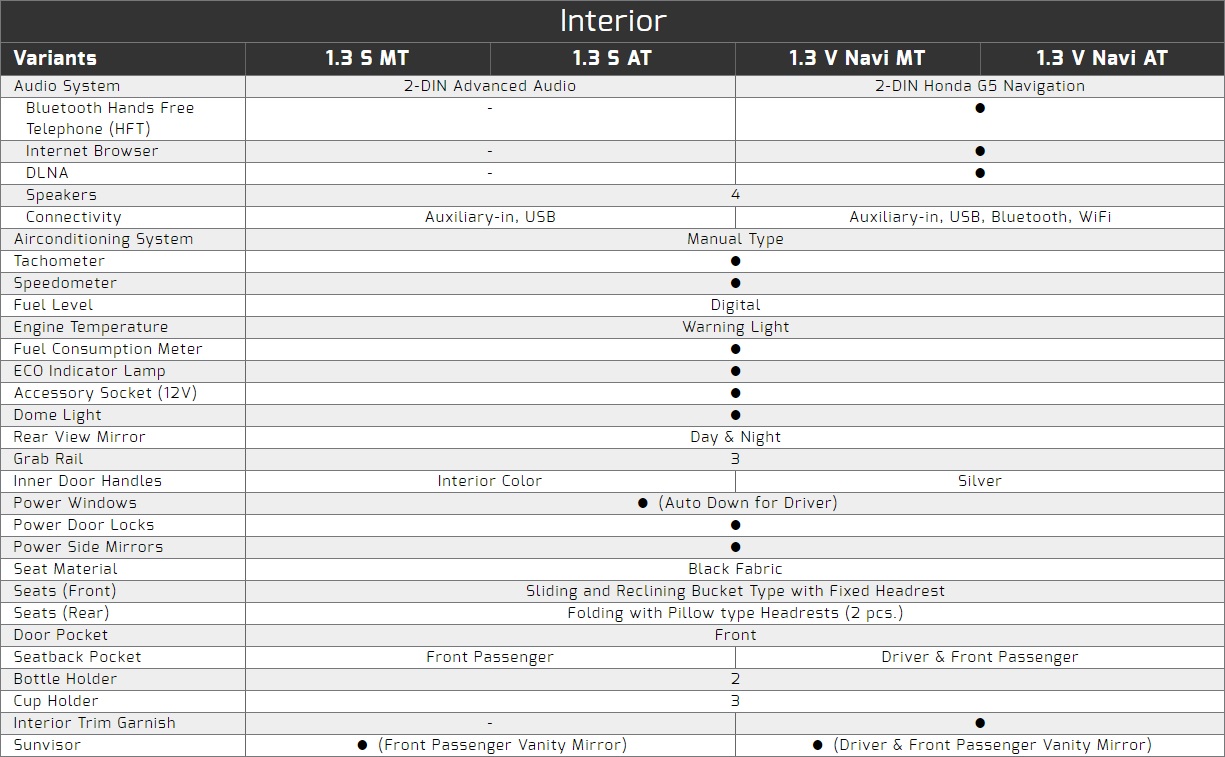 Interior
Variants 1.3 S MT 1.3 S AT 1.3 V Navi MT 1.3 V Navi AT
Audio System 2-DIN Advanced Audio 2-DIN Honda G5 Navigation
Bluetooth Hands Free - ●
Telephone (HFT)
Internet Browser - ●
DLNA - ●
Speakers 4
Connectivity Auxiliary-in, USB Auxiliary-in, USB, Bluetooth, WiFi
Airconditioning System Manual Type
Tachometer ●
Speedometer ●
Fuel Level Digital
Engine Temperature Warning Light
Fuel Consumption Meter ●
ECO Indicator Lamp ●
Accessory Socket (12V) ●
Dome Light ●
Rear View Mirror Day & Night
Grab Rail 3
Inner Door Handles Interior Color Silver
Power Windows ● (Auto Down for Driver)
Power Door Locks ●
Power Side Mirrors ●
Seat Material Black Fabric
Seats (Front) Sliding and Reclining Bucket Type with Fixed Headrest
Seats (Rear) Folding with Pillow type Headrests (2 pcs.)
Door Pocket Front
Seatback Pocket Front Passenger Driver & Front Passenger
Bottle Holder 2
Cup Holder 3
Interior Trim Garnish - ●
Sunvisor ● (Front Passenger Vanity Mirror) ● (Driver & Front Passenger Vanity Mirror)